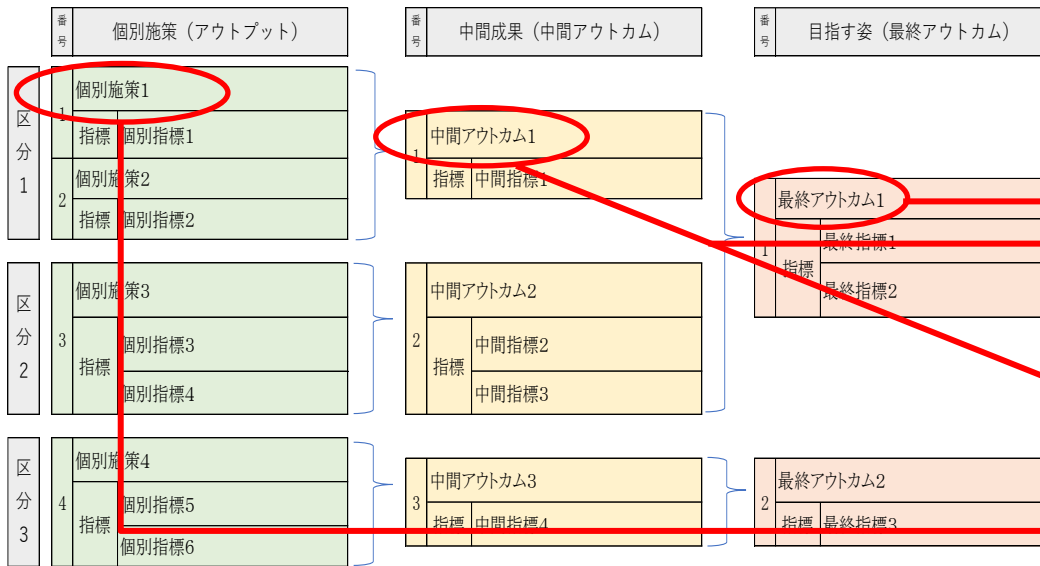 番号 個別施策（アウトプット）
番号 中間成果（中間アウトカム）
番号 目指す姿（最終アウトカム）
区分1
1 個別施策1
指標 個別指標1
2 個別施策2
指標 個別指標2
1 中間アウトカム1
指標 中間指標1
1 最終アウトカム1
指標 最終指標1
最終指標2
区分2
3 個別施策3
指標 個別指標3
個別指標4
2 中間アウトカム2
指標 中間指標2
中間指標3
区分3
4 個別施策4
指標 個別指標5
個別指標6
3 中間アウトカム3
指標 中間指標4
2 最終アウトカム2
指標 最終指標3